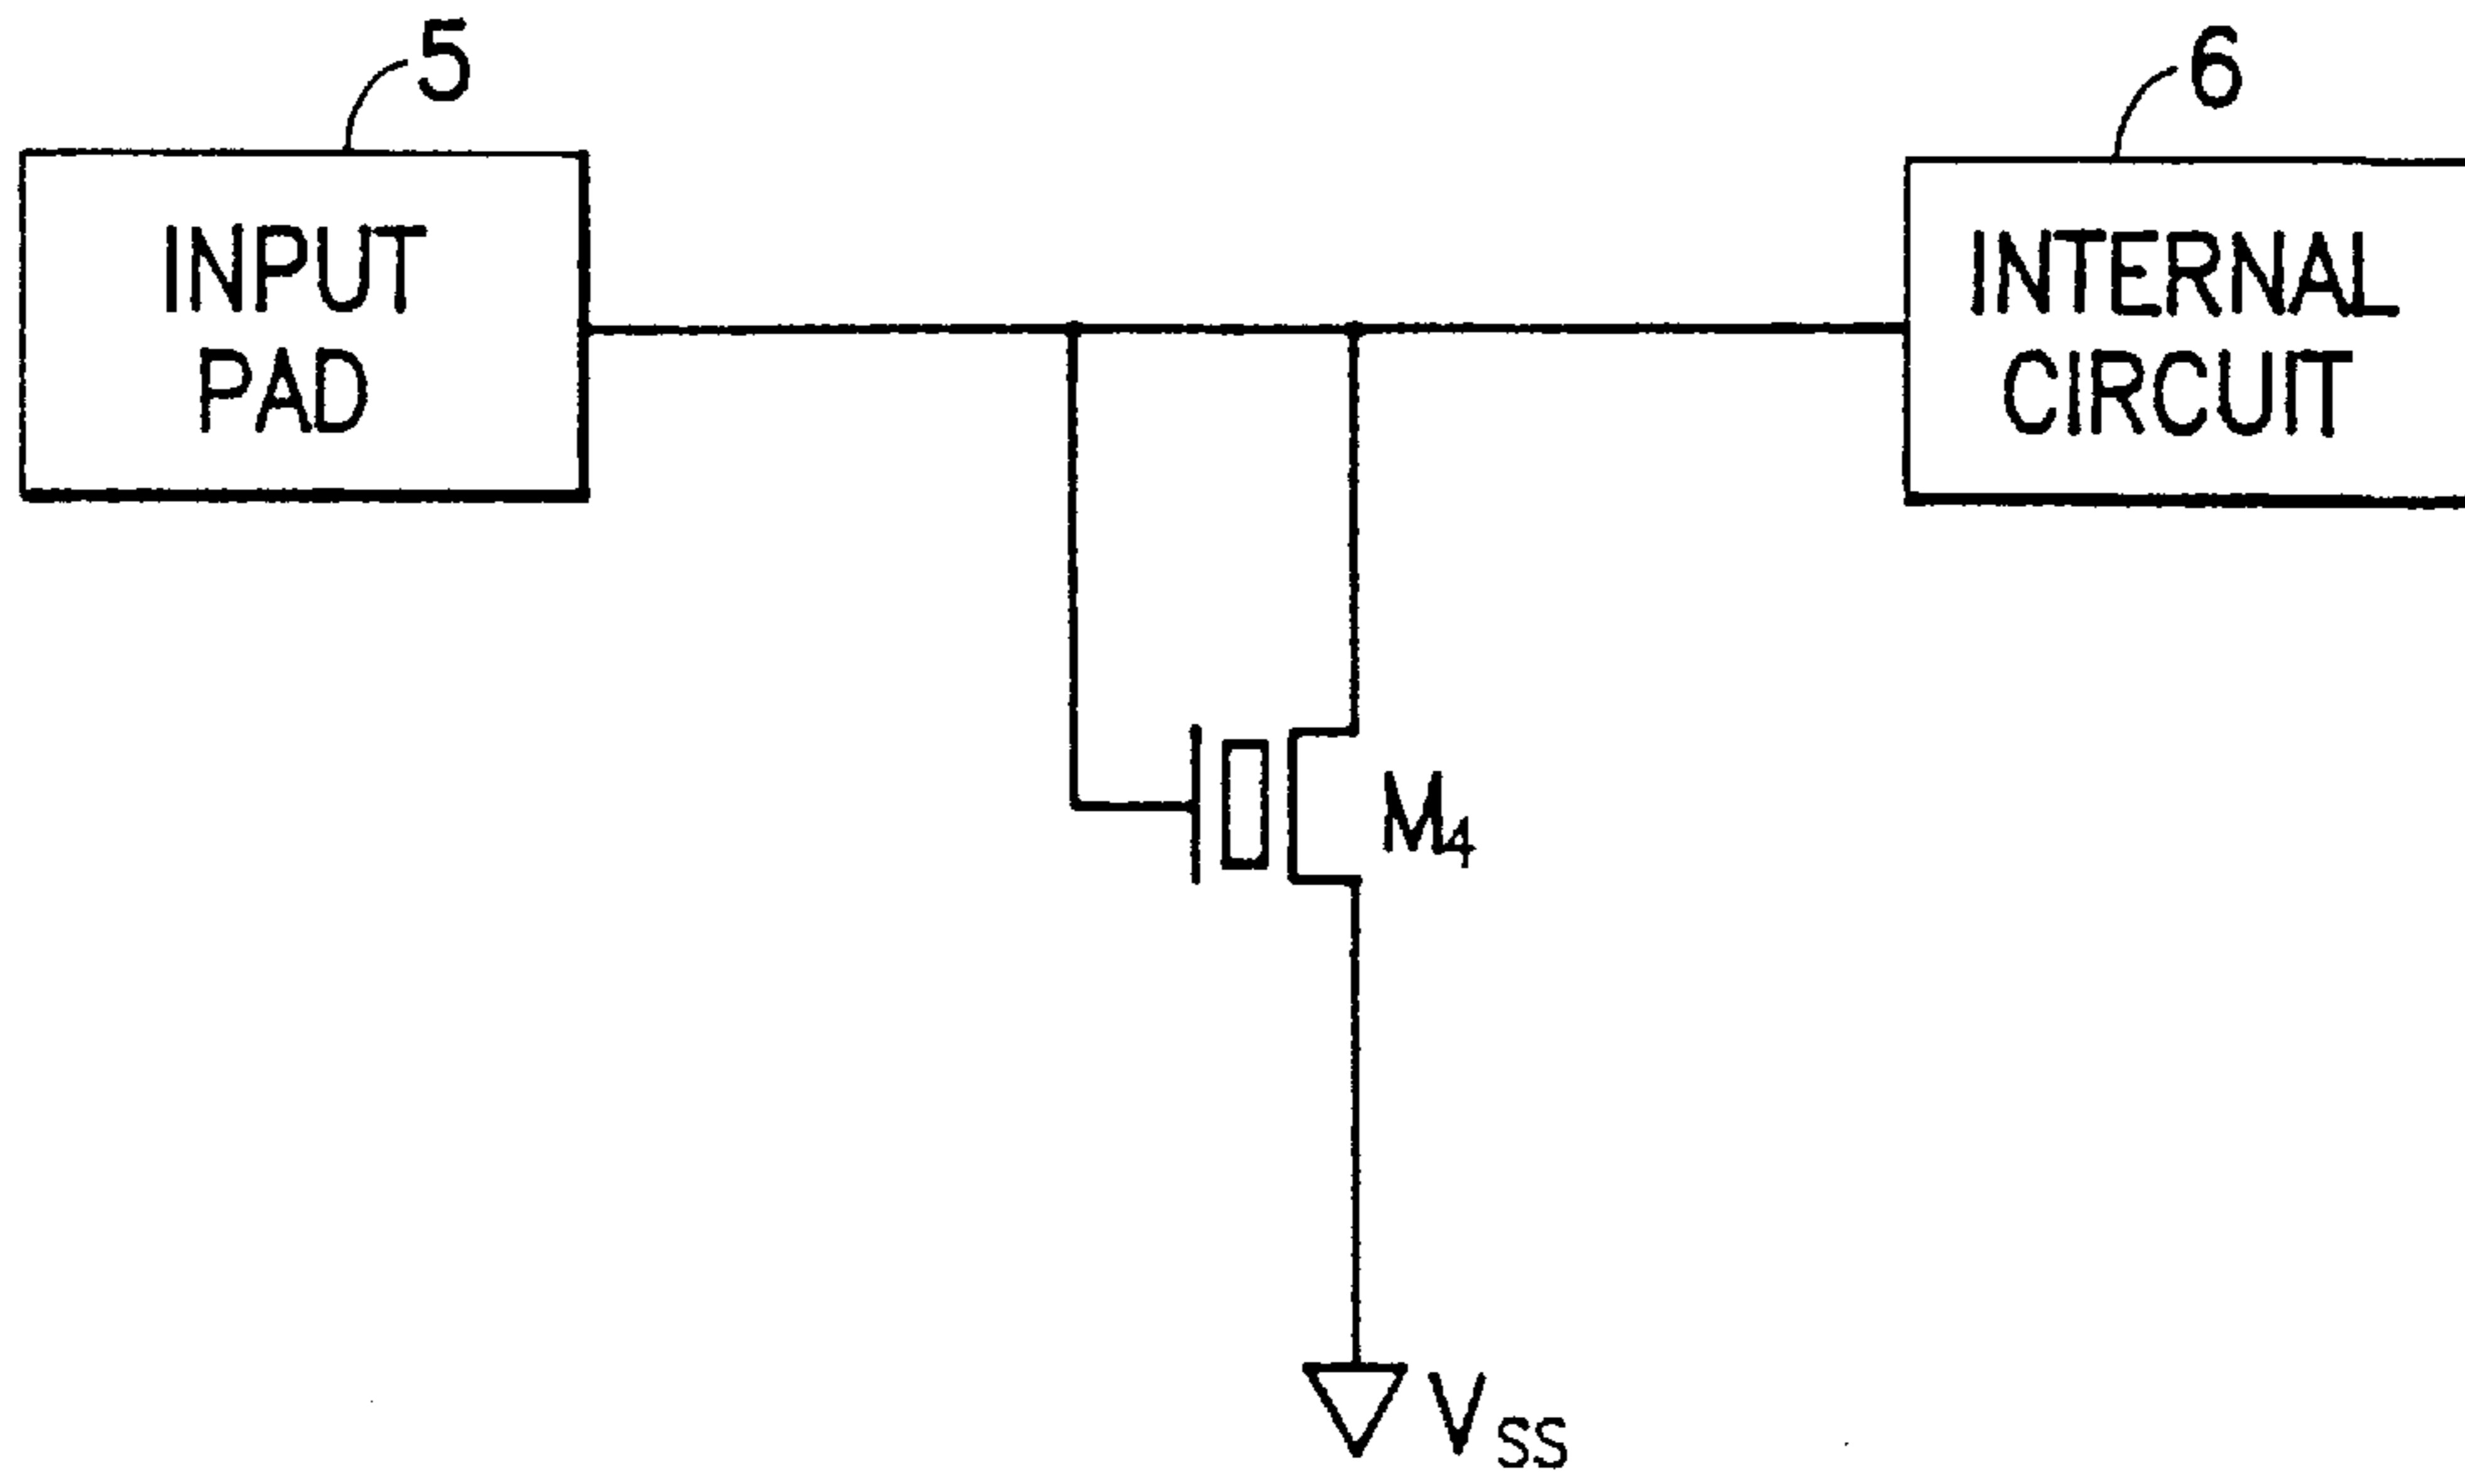 5
6
INPUT
PAD
INTERNAL
CIRCUIT
M4
VSS